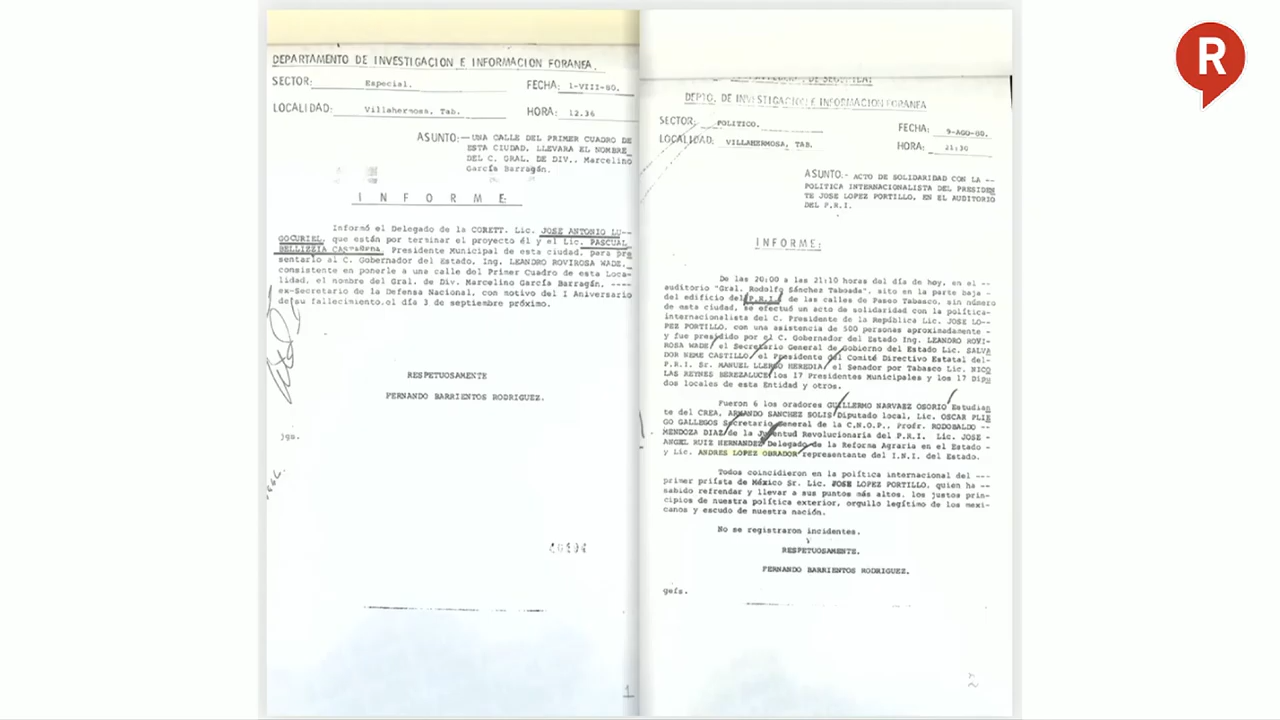 DEPARTAMENTO DE INVESTIGACION E INFORMACION FORANEA.
SECTOR: Especial.
FECHA: 1-VIII-80.
LOCALIDAD: Villahermosa, Tab.
HORA: 12.36
ASUNTO:—UNA CALLE DEL PRIMER CUADRO DE
ESTA CIUDAD, LLEVARA EL NOMBRE
DEL C. GRAL. DE DIV., Marcelino
García Barragán.
I N F O R M E:
Informó el Delegado de la CORETT. Lic. JOSE ANTONIO LU--
GOCURIEL, que están por terminar el proyecto él y el Lic. PASCUAL
BELLIZZIA CASTAÑEDA, Presidente Municipal de esta ciudad, para pre
sentarlo al C. Gobernador del Estado, Ing. LEANDRO ROVIROSA WADE,
consistente en ponerle a una calle del Primer Cuadro de esta Loca-
lidad, el nombre del Gral. de Div. Marcelino García Barragán, ----
ex-Secretario de la Defensa Nacional, con motivo del I Aniversario
de su fallecimiento.el día 3 de septiembre próximo.
RESPETUOSAMENTE
FERNANDO BARRIENTOS RODRIGUEZ.
jgu.
1
DEPTO. DE INVESTIGACION E INFORMACION FORANEA
SECTOR: POLITICO.
FECHA: 9-AGO-80.
LOCALIDAD: VILLAHERMOSA, TAB.
HORA: 21:30
ASUNTO.- ACTO DE SOLIDARIDAD CON LA --
POLITICA INTERNACIONALISTA DEL PRESIDEN
TE JOSE LOPEZ PORTILLO, EN EL AUDITORIO
DEL P.R.I.
INFORME:
De las 20:00 a las 21:10 horas del día de hoy, en el --
auditorio "Gral. Rodolfo Sánchez Taboada", sito en la parte baja -
del edificio del P.R.I. de las calles de Paseo Tabasco, sin número
de esta ciudad, se efectuó un acto de solidaridad con la política-
internacionalista del C. Presidente de la República Lic. JOSE LO--
PEZ PORTILLO, con una asistencia de 500 personas aproximadamente -
y fue presidido por el C. Gobernador del Estado Ing. LEANDRO ROVI-
ROSA WADE, el Secretario General de Gobierno del Estado Lic. SALVA
DOR NEME CASTILLO, el Presidente del Comité Directivo Estatal del-
P.R.I. Sr. MANUEL LLERGO HEREDIA, el Senador por Tabasco Lic. NICO
LAS REYNES BEREZALUCE, los 17 Presidentes Municipales y los 17 Dipu
dos locales de esta Entidad y otros.
Fueron 6 los oradores GUILLERMO NARVAEZ OSORIO Estudian
te del CREA, ARMANDO SANCHEZ SOLIS Diputado local, Lic. OSCAR PLIE
GO GALLEGOS Secretario General de la C.N.O.P., Profr. RODOBALDO --
MENDOZA DIAZ de la Juventud Revolucionaria del P.R.I. Lic. JOSE -
ANGEL RUIZ HERNANDEZ Delegado de la Reforma Agraria en el Estado -
y Lic. ANDRES LOPEZ OBRADOR representante del I.N.I. del Estado.
Todos coincidieron en la política internacional del ---
primer priísta de México Sr. Lic. JOSE LOPEZ PORTILLO, quien ha --
sabido refrendar y llevar a sus puntos más altos, los justos prin-
cipios de nuestra política exterior, orgullo legítimo de los mexi-
canos y escudo de nuestra nación.
No se registraron incidentes.
RESPETUOSAMENTE.
FERNANDO BARRIENTOS RODRIGUEZ.
gefs.
R